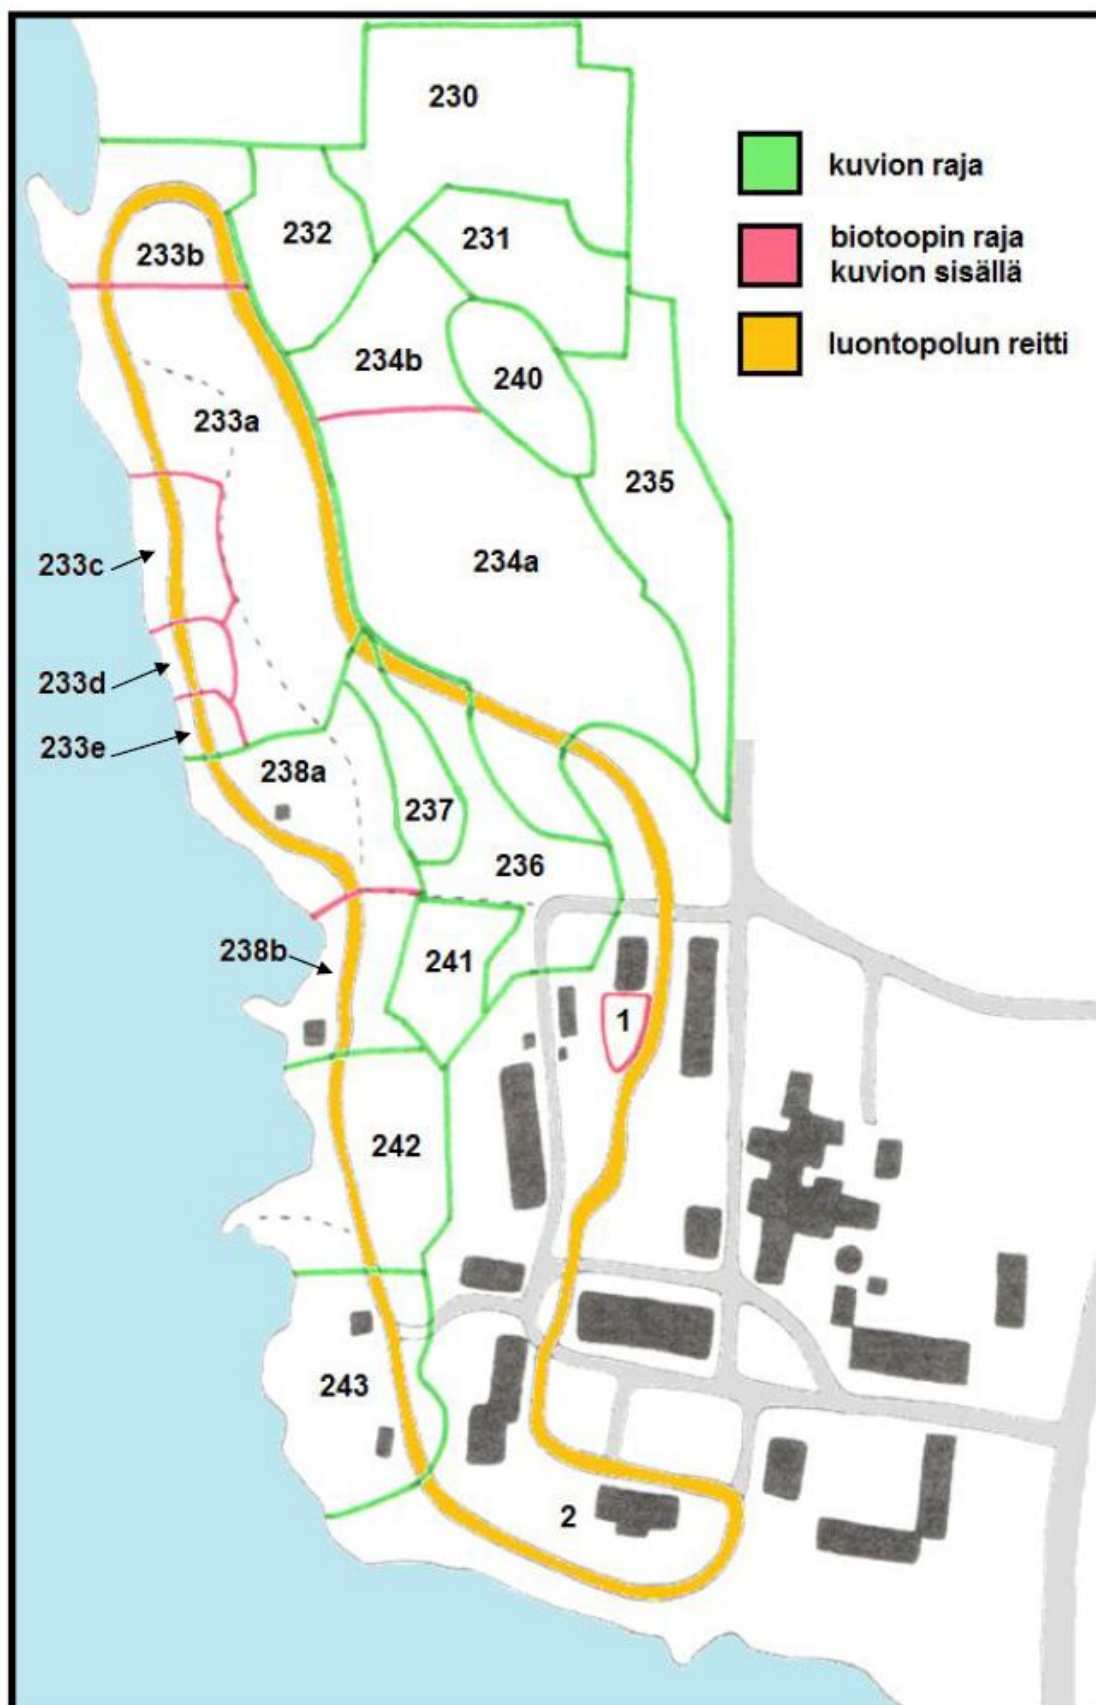 230
kuvion raja
232
231
biotoopin raja
kuvion sisällä
233b
luontopolun reitti
234b
240
233a
235
234a
233c
233d
233e
238a
237
236
238b
241
1
242
243
2